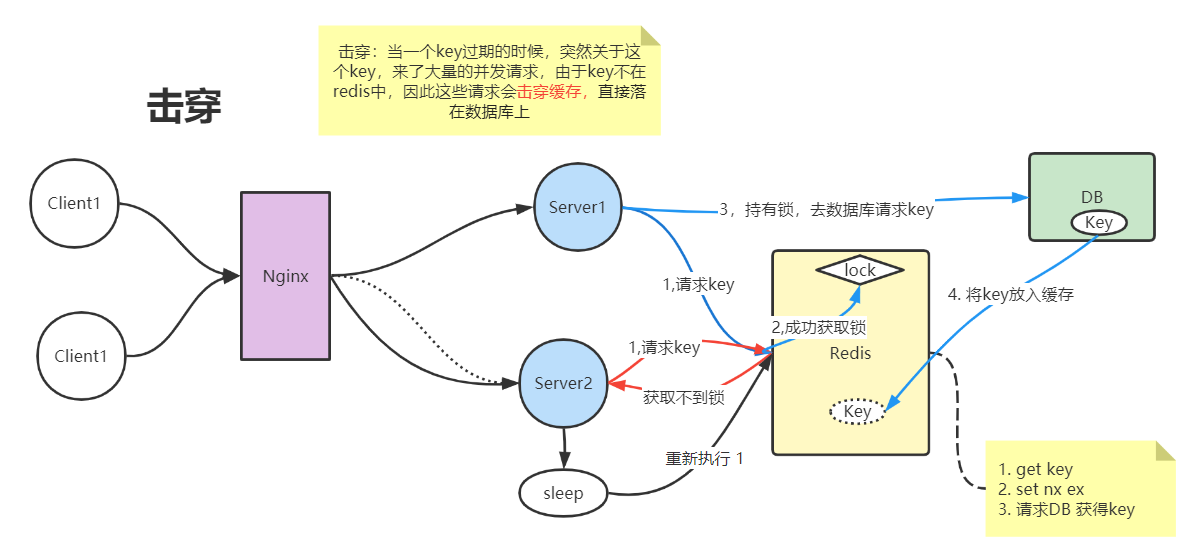 击穿
击穿：当一个key过期的时候，突然关于这
个key，来了大量的并发请求，由于key不在
redis中，因此这些请求会击穿缓存，直接落
在数据库上
Client1
Client1
Nginx
Server1
Server2
sleep
1,请求key
3，持有锁，去数据库请求key
DB
Key
lock
2,成功获取锁
Redis
Key
4. 将key放入缓存
1,请求key
获取不到锁
重新执行 1
1. get key
2. set nx ex
3. 请求DB 获得key